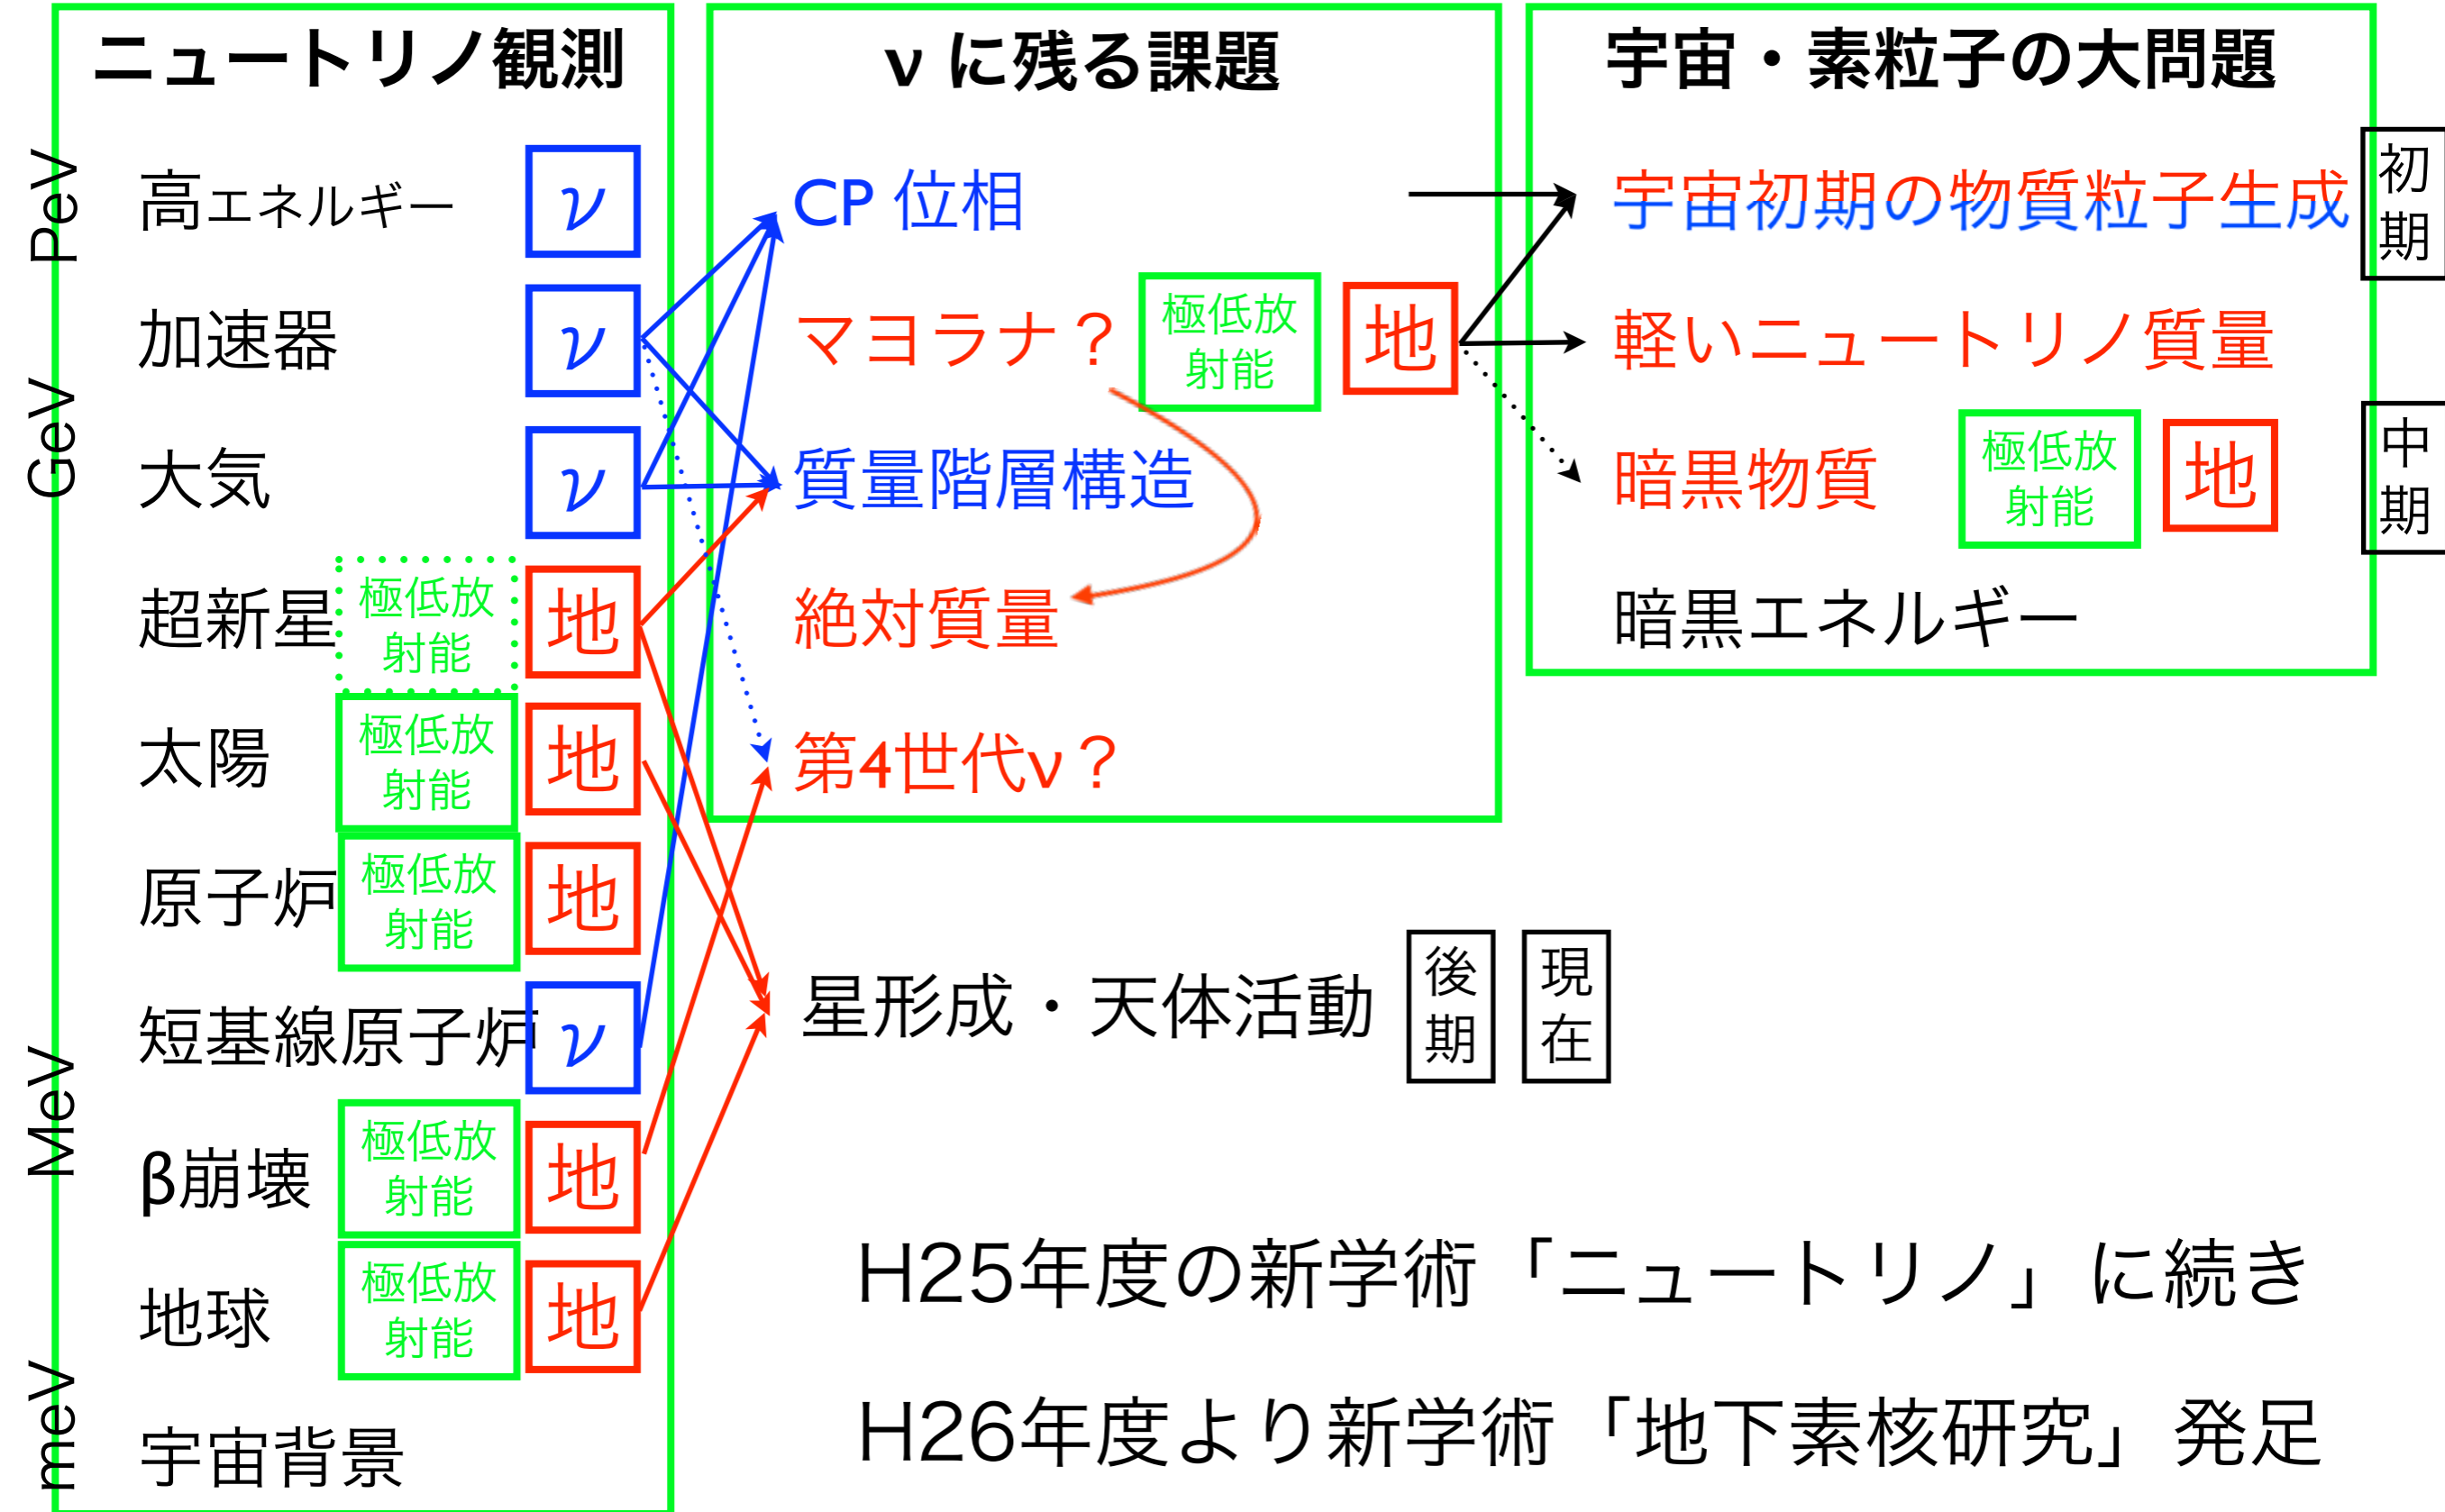 ニュートリノ観測
PeV
高エネルギー
ν
加速器
ν
GeV
大気
ν
超新星
極低放
射能
地
太陽
極低放
射能
地
原子炉
極低放
射能
地
MeV
短基線原子炉
ν
β崩壊
極低放
射能
地
地球
極低放
射能
地
meV
宇宙背景
νに残る課題
CP 位相
マヨラナ？
極低放
射能
地
質量階層構造
絶対質量
第4世代ν？
宇宙・素粒子の大問題
宇宙初期の物質粒子生成
初
期
軽いニュートリノ質量
暗黒物質
極低放
射能
地
中
期
暗黒エネルギー
星形成・天体活動
後
期
現
在
H25年度の新学術「ニュートリノ」に続き
H26年度より新学術「地下素核研究」発足